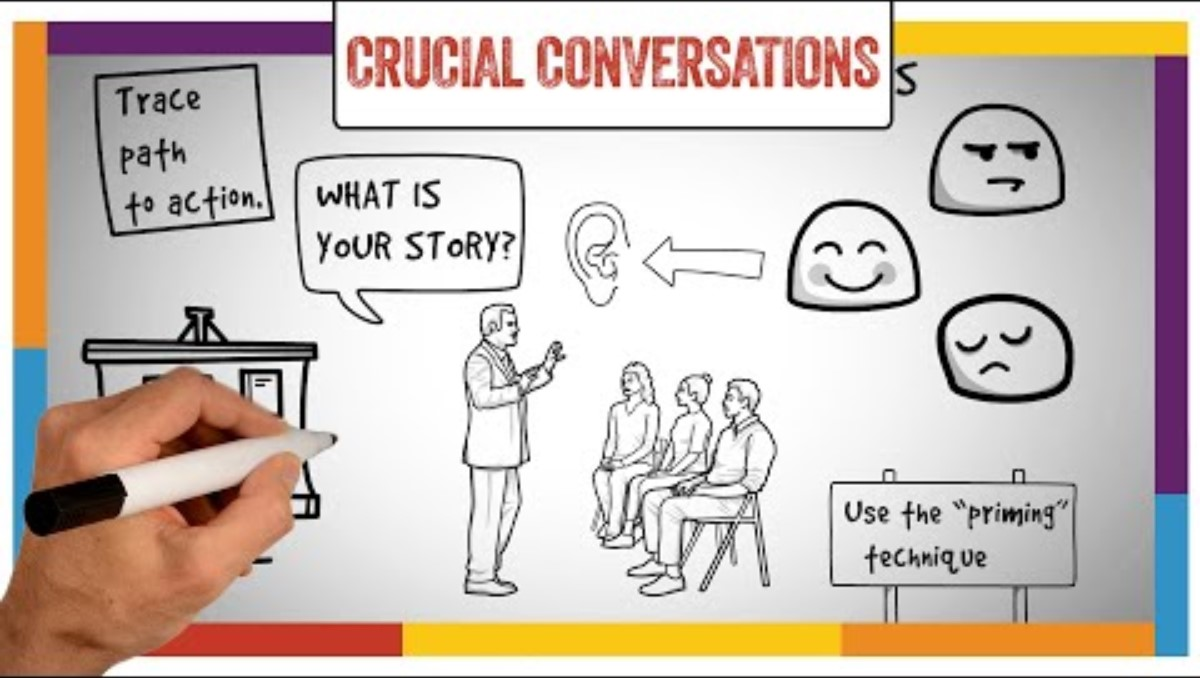 CRUCIAL CONVERSATIONS
S
Trace
path
to action.
WHAT IS
YOUR STORY?
Use the "priming"
technique